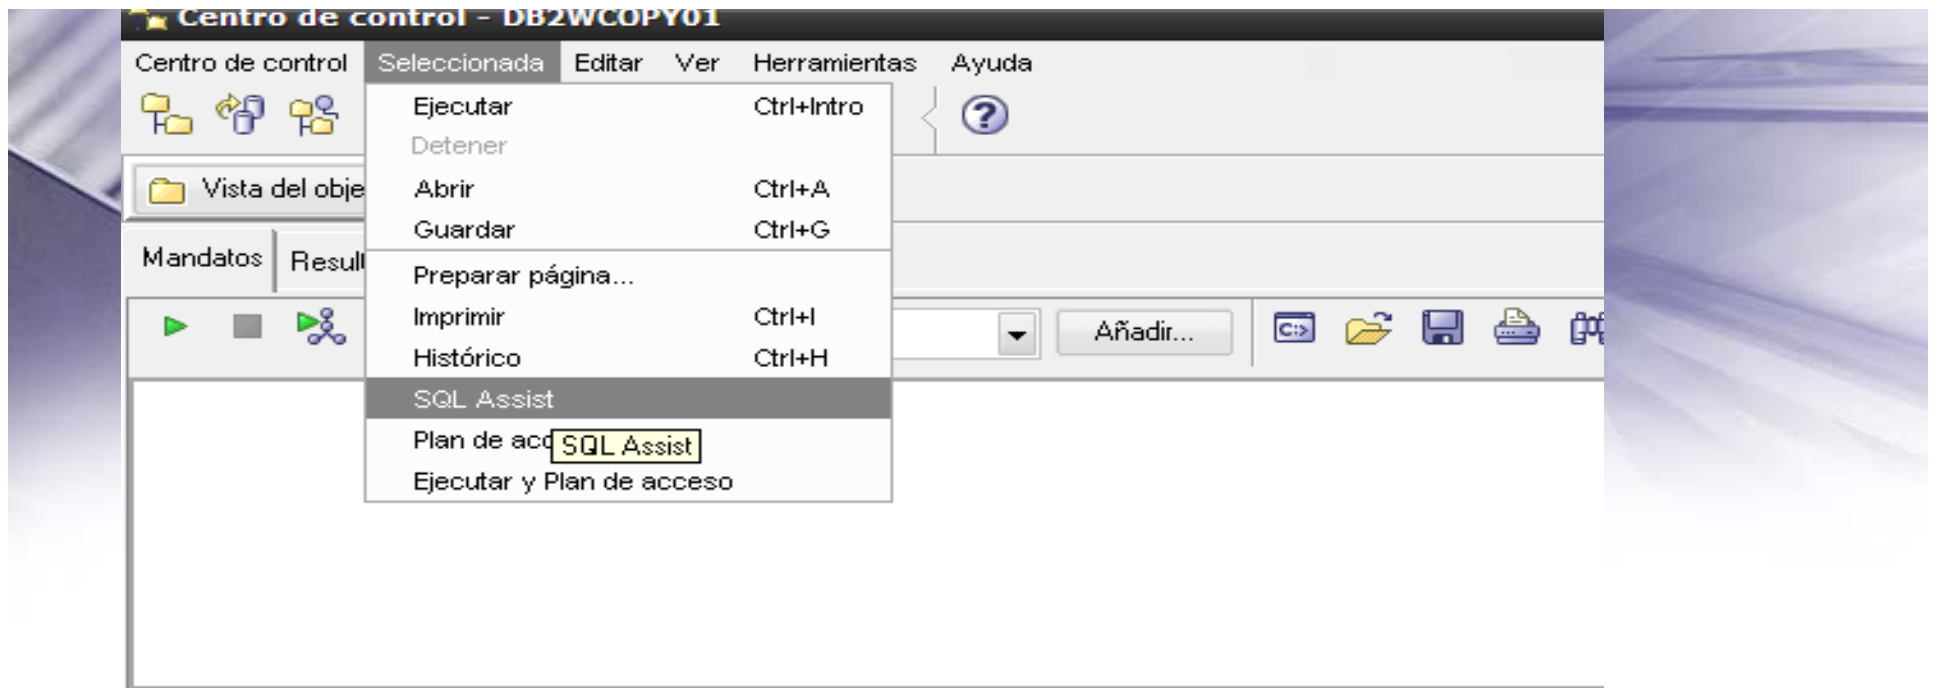 Centro de control - DB2WCOPY01
Centro de control Seleccionada Editar Ver Herramientas Ayuda
Ejecutar Ctrl+Intro
Detener
Vista del obje
Abrir Ctrl+A
Guardar Ctrl+G
Mandatos Result
Preparar página...
Imprimir Ctrl+I
Añadir...
C:>
Histórico Ctrl+H
SQL Assist
Plan de acc
SQL Assist
Ejecutar y Plan de acceso